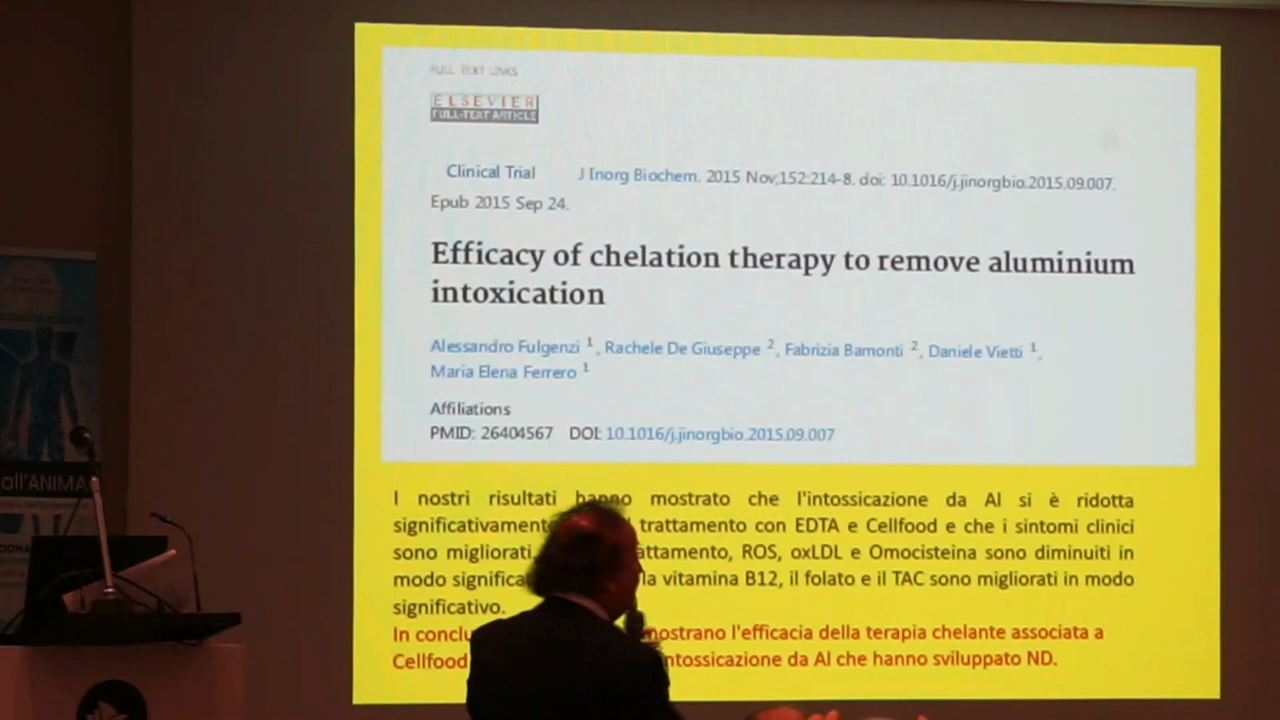 FULL TEXT LINKS
ELSEVIER
FULL-TEXT ARTICLE
Clinical Trial J Inorg Biochem. 2015 Nov;152:214-8. doi: 10.1016/j.jinorgbio.2015.09.007.
Epub 2015 Sep 24.
Efficacy of chelation therapy to remove aluminium
intoxication
Alessandro Fulgenzi 1, Rachele De Giuseppe 2, Fabrizia Bamonti 2, Daniele Vietti 1,
Maria Elena Ferrero 1
Affiliations
PMID: 26404567 DOI: 10.1016/j.jinorgbio.2015.09.007
I nostri risultati hanno mostrato che l'intossicazione da Al si è ridotta
significativamente trattamento con EDTA e Cellfood e che i sintomi clinici
sono migliorati. ROS, oxLDL e Omocisteina sono diminuiti in
modo la vitamina B12, il folato e il TAC sono migliorati in modo
significativo.
In mostrano l'efficacia della terapia chelante associata a
Cellfood da Al che hanno sviluppato ND.
all'ANIMA